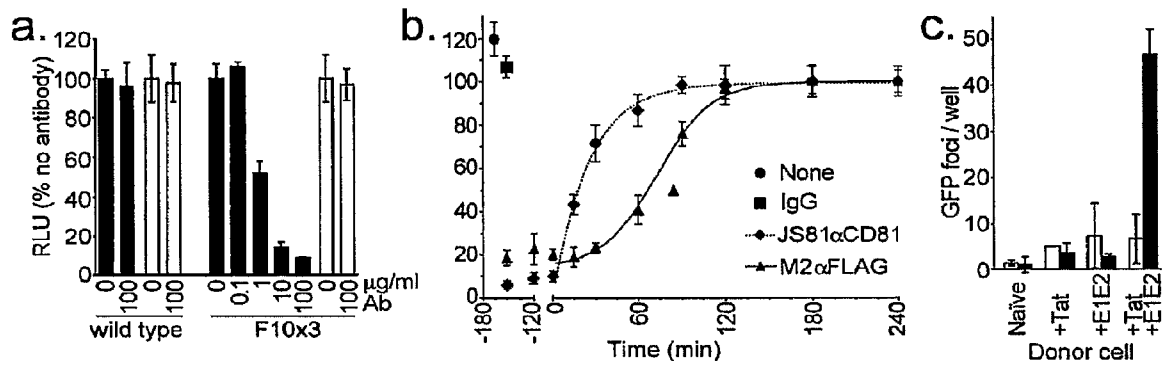 a.
120
100
80
60
40
20
0
RLU (% no antibody)
0 100 0 100 0 0.1 1 10 100 0 100 µg/ml
Ab
wild type F10x3
b.
120
100
80
60
40
20
0
-180 -120 0 60 120 180 240
Time (min)
None
IgG
JS81αCD81
M2αFLAG
c.
50
40
30
20
10
0
GFP foci / well
Naïve
+Tat
+E1E2
+Tat
+E1E2
Donor cell